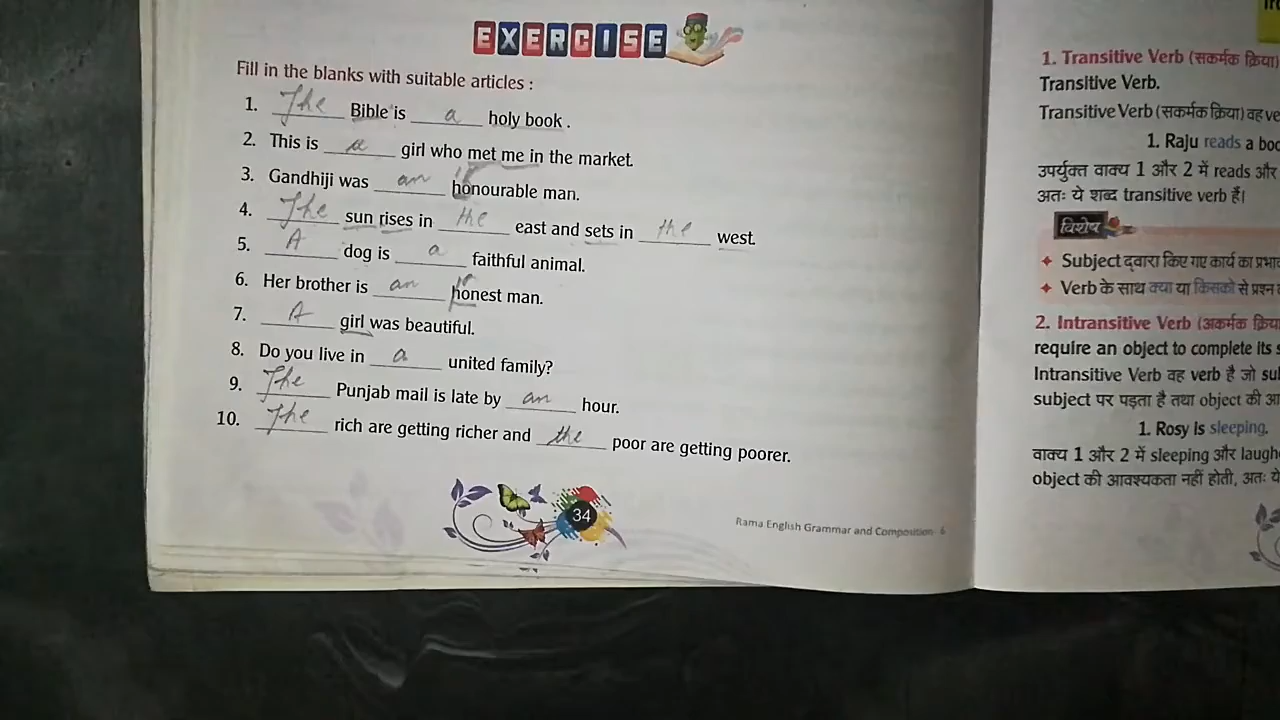 EXERCISE
Fill in the blanks with suitable articles :
1. The Bible is a holy book .
2. This is a girl who met me in the market.
3. Gandhiji was an honourable man.
4. The sun rises in the east and sets in the west.
5. A dog is a faithful animal.
6. Her brother is an honest man.
7. A girl was beautiful.
8. Do you live in a united family?
9. The Punjab mail is late by an hour.
10. The rich are getting richer and the poor are getting poorer.
34
Rama English Grammar and Composition- 6
1. Transitive Verb (सकर्मक क्रिया)
Transitive Verb.
Transitive Verb (सकर्मक क्रिया) वह
1. Raju reads a
उपर्युक्त वाक्य 1 और 2 में reads और
अतः ये शब्द transitive verb हैं।
विशेष
Subject द्वारा किए गए कार्य का
Verb के साथ क्या या किसको से प्रश्न
2. Intransitive Verb (अकर्मक
require an object to complete its
Intransitive Verb वह verb है जो
subject पर पड़ता है तथा object की
1. Rosy is sleeping.
वाक्य 1 और 2 में sleeping और
object की आवश्यकता नहीं होती, अतः ये